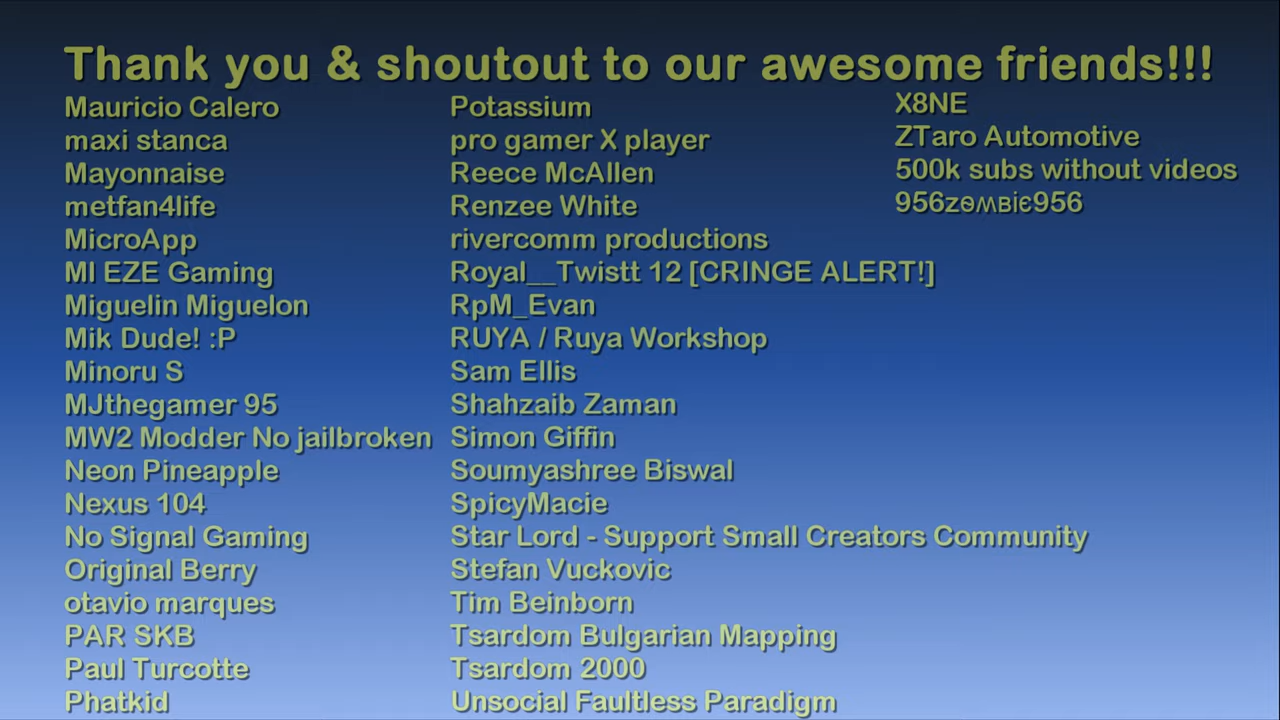 Thank you & shoutout to our awesome friends!!!
Mauricio Calero
maxi stanca
Mayonnaise
metfan4life
MicroApp
MI EZE Gaming
Miguelin Miguelon
Mik Dude! :P
Minoru S
MJthegamer 95
MW2 Modder No jailbroken
Neon Pineapple
Nexus 104
No Signal Gaming
Original Berry
otavio marques
PAR SKB
Paul Turcotte
Phatkid
Potassium
pro gamer X player
Reece McAllen
Renzee White
rivercomm productions
Royal__Twistt 12 [CRINGE ALERT!]
RpM_Evan
RUYA / Ruya Workshop
Sam Ellis
Shahzaib Zaman
Simon Giffin
Soumyashree Biswal
SpicyMacie
Star Lord - Support Small Creators Community
Stefan Vuckovic
Tim Beinborn
Tsardom Bulgarian Mapping
Tsardom 2000
Unsocial Faultless Paradigm
X8NE
ZTaro Automotive
500k subs without videos
956zѳʍвіє956